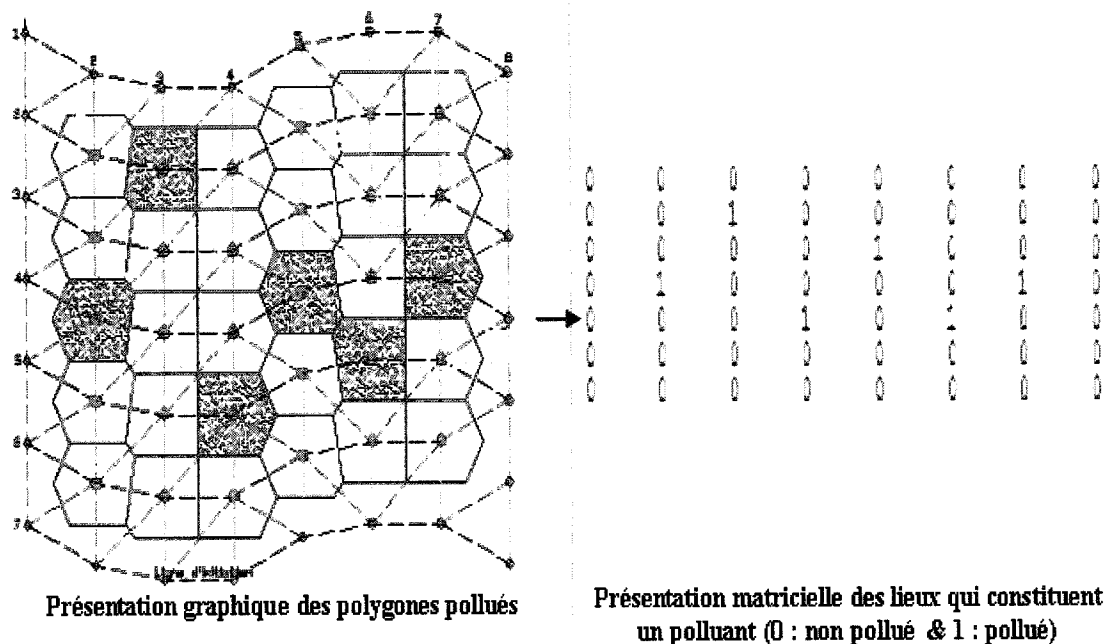 1 2 3 4 5 6 7 8
2
3
4
5
6
7
Ligne d'initiation
0 0 0 0 0 0 0 0
0 0 1 0 0 0 0 0
0 0 0 0 1 0 0 0
0 1 0 0 0 0 1 0
0 0 0 1 0 1 0 0
0 0 0 0 0 0 0 0
0 0 0 0 0 0 0 0
Présentation graphique des polygones pollués
Présentation matricielle des lieux qui constituent
un polluant (0 : non pollué & 1 : pollué)